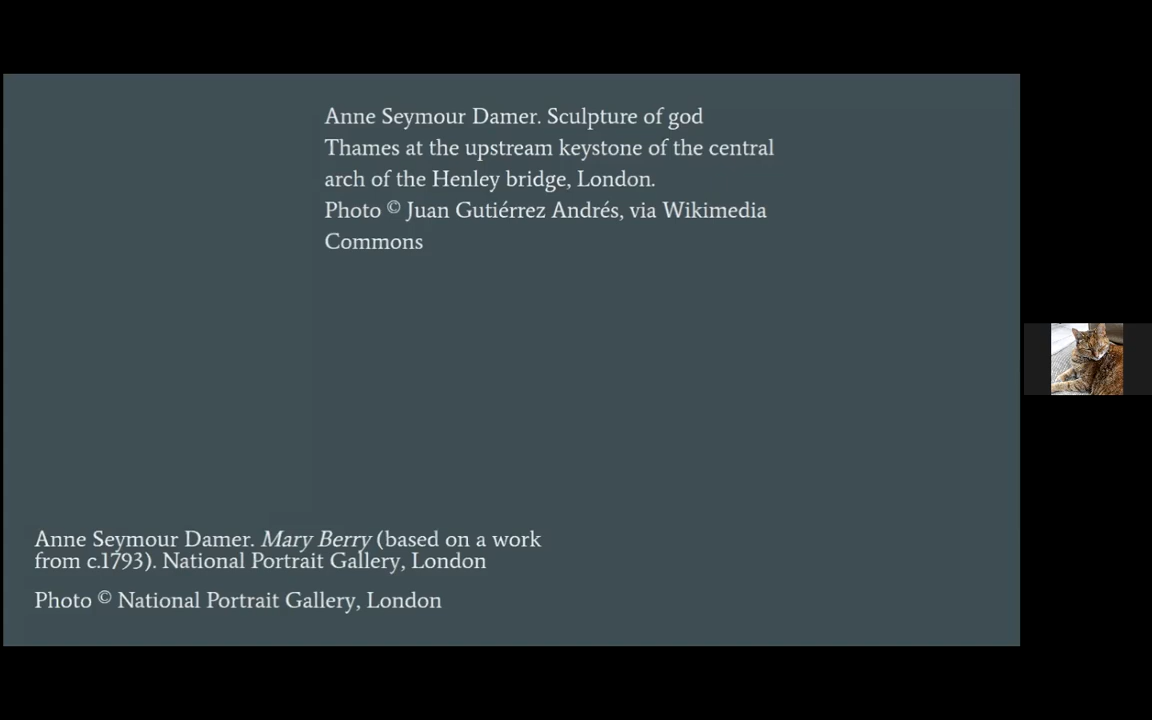 Anne Seymour Damer. Sculpture of god
Thames at the upstream keystone of the central
arch of the Henley bridge, London.
Photo © Juan Gutiérrez Andrés, via Wikimedia
Commons
Anne Seymour Damer. Mary Berry (based on a work
from c.1793). National Portrait Gallery, London
Photo © National Portrait Gallery, London